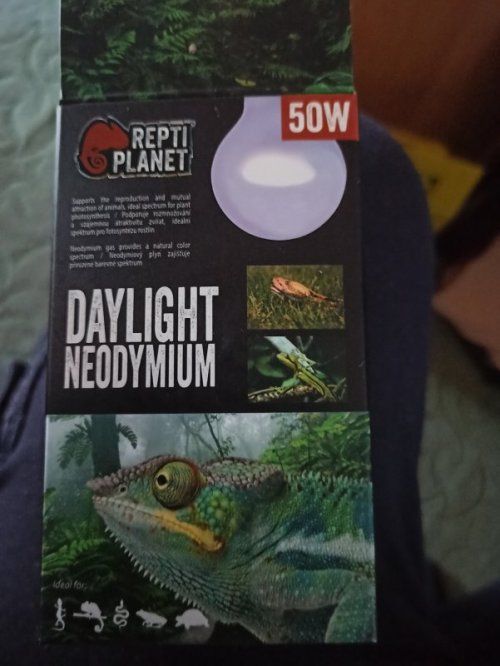 50W
REPTI
PLANET
Supports the reproduction and mutual
attraction of animals, ideal spectrum for plant
photosynthesis / Podporuje rozmnožování
a vzájemnou atraktivitu zvířat, ideální
spektrum pro fotosyntézu rostlin
Neodymium gas provides a natural color
spectrum / Neodymiový plyn zajišťuje
přirozené barevné spektrum
DAYLIGHT
NEODYMIUM
Ideal for: